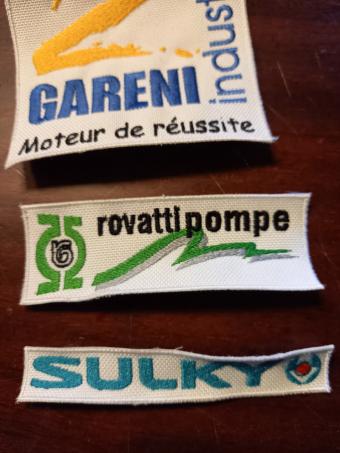 GARENI
indust
Moteur de réussite
rovattipompe
SULKY